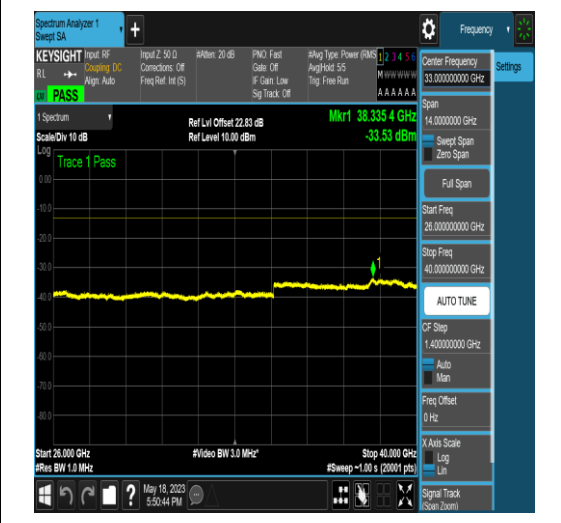 Spectrum Analyzer 1
Swept SA
+
Frequency
KEYSIGHT
RL
Input: RF
Coupling: DC
Align: Auto
Input Z: 50 Ω
Corrections: Off
Freq Ref: Int (S)
#Atten: 20 dB
PNO: Fast
Gate: Off
IF Gain: Low
Sig Track: Off
#Avg Type: Power (RMS
Avg|Hold: 5/5
Trig: Free Run
1 2 3 4 5 6
M W W W W W
A A A A A A
PASS
1 Spectrum
Scale/Div 10 dB
Ref Lvl Offset 22.83 dB
Ref Level 10.00 dBm
Mkr1 38.335 4 GHz
-33.53 dBm
Log
Trace 1 Pass
0.00
-10.0
-20.0
-30.0
-40.0
-50.0
-60.0
-70.0
-80.0
1
Start 26.000 GHz
#Res BW 1.0 MHz
#Video BW 3.0 MHz*
Stop 40.000 GHz
#Sweep ~1.00 s (20001 pts)
May 18, 2023
5:50:44 PM
?
Center Frequency
33.000000000 GHz
Settings
Span
14.0000000 GHz
Swept Span
Zero Span
Full Span
Start Freq
26.000000000 GHz
Stop Freq
40.000000000 GHz
AUTO TUNE
CF Step
1.400000000 GHz
Auto
Man
Freq Offset
0 Hz
X Axis Scale
Log
Lin
Signal Track
(Span Zoom)